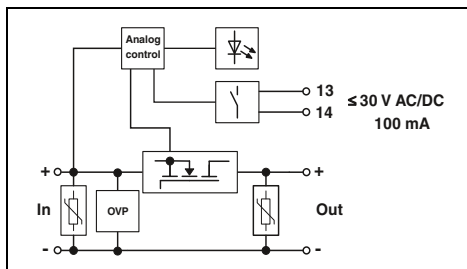 Analog
control
13
14
≤ 30 V AC/DC
100 mA
+
+
In
OVP
Out
-
-